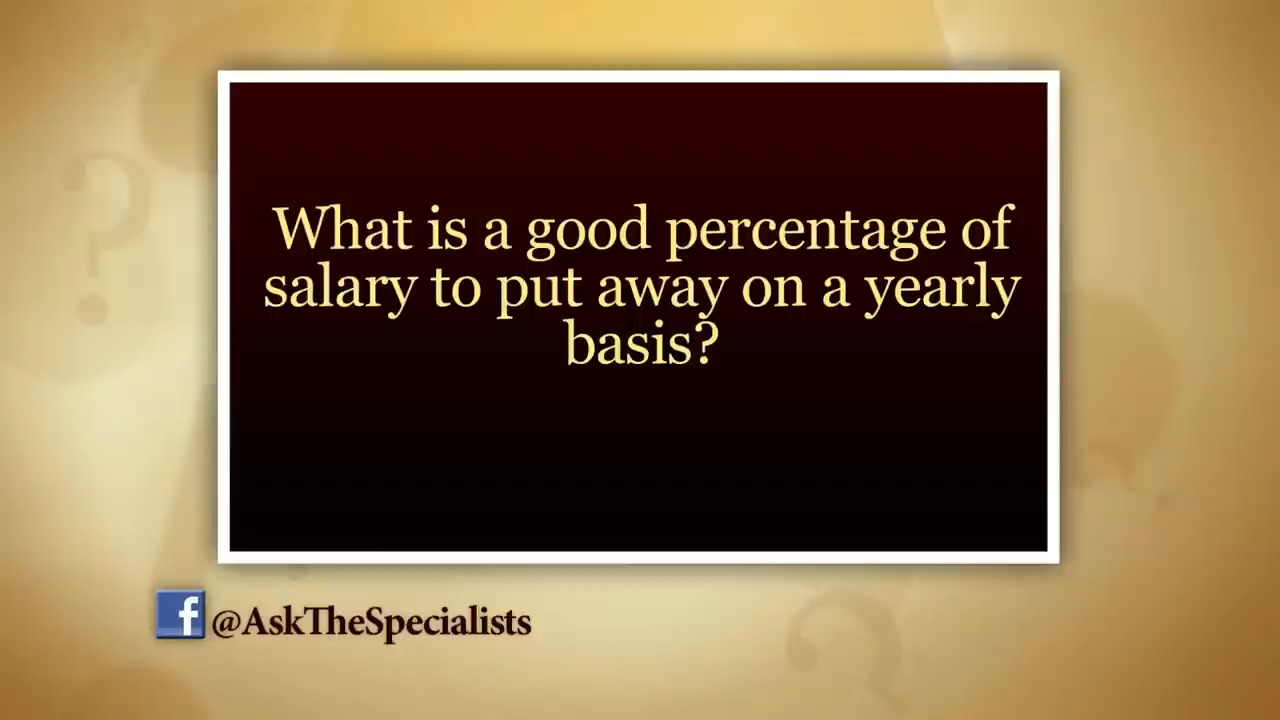 What is a good percentage of
salary to put away on a yearly
basis?
f @AskTheSpecialists